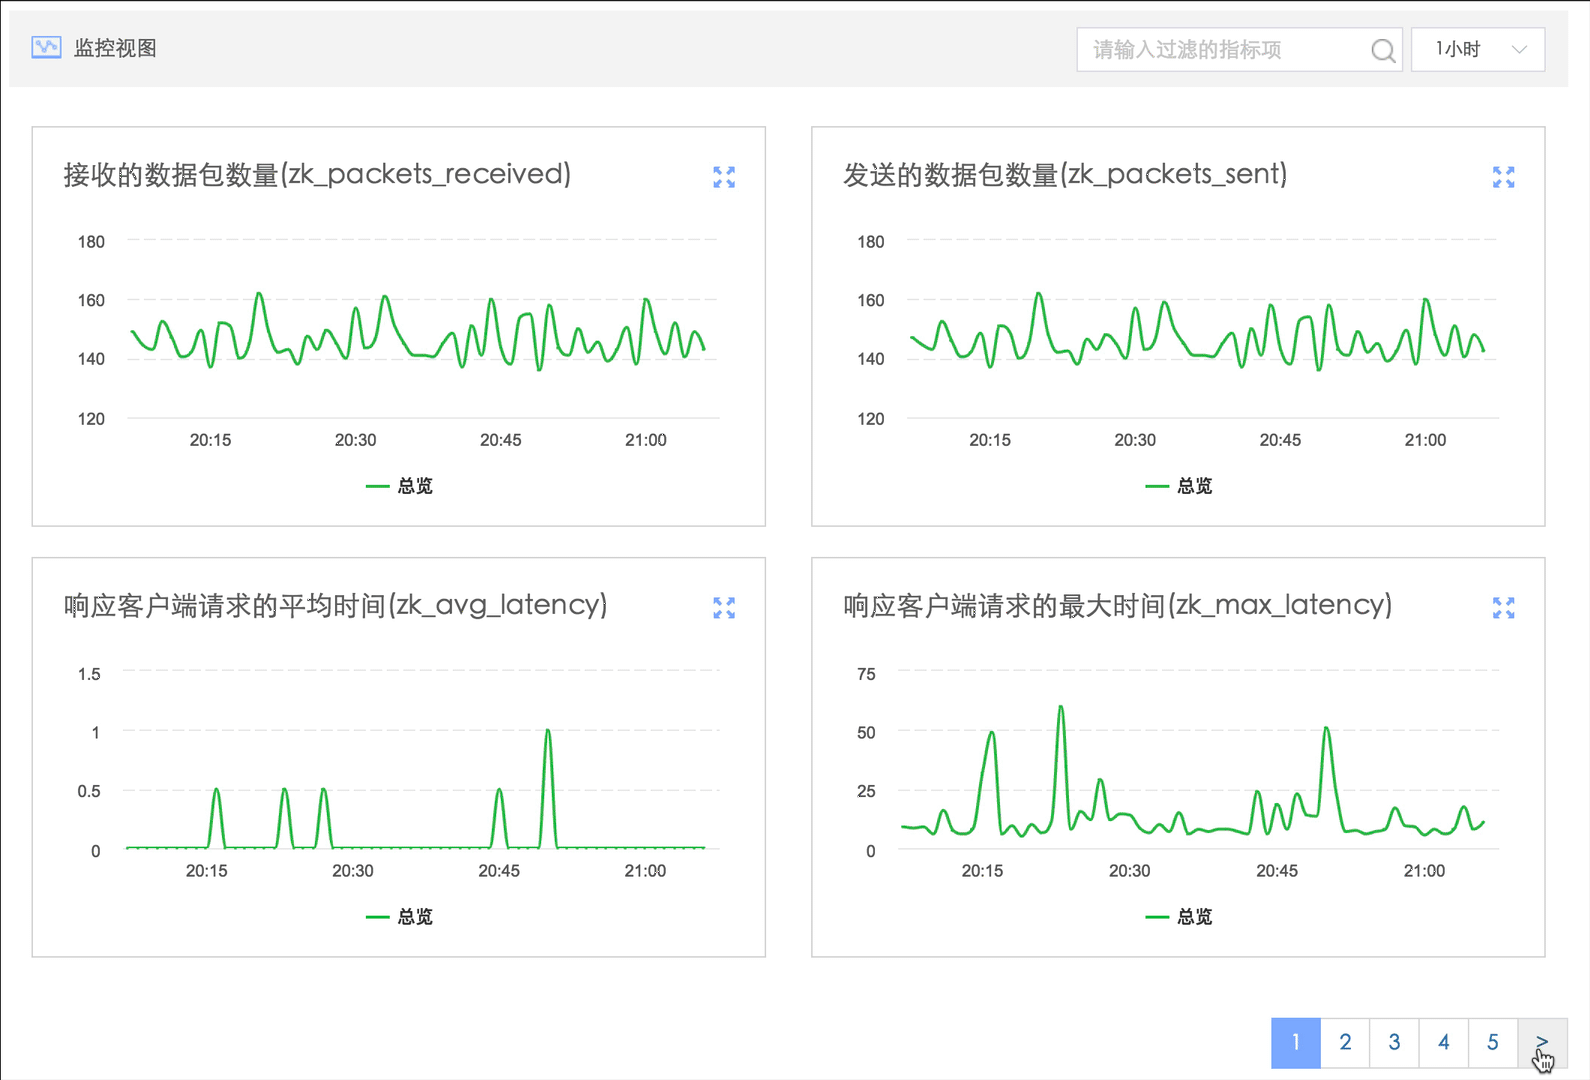 监控视图
请输入过滤的指标项
1小时
接收的数据包数量(zk_packets_received)
180
160
140
120
20:15 20:30 20:45 21:00
总览
发送的数据包数量(zk_packets_sent)
180
160
140
120
20:15 20:30 20:45 21:00
总览
响应客户端请求的平均时间(zk_avg_latency)
1.5
1
0.5
0
20:15 20:30 20:45 21:00
总览
响应客户端请求的最大时间(zk_max_latency)
75
50
25
0
20:15 20:30 20:45 21:00
总览
1 2 3 4 5 >